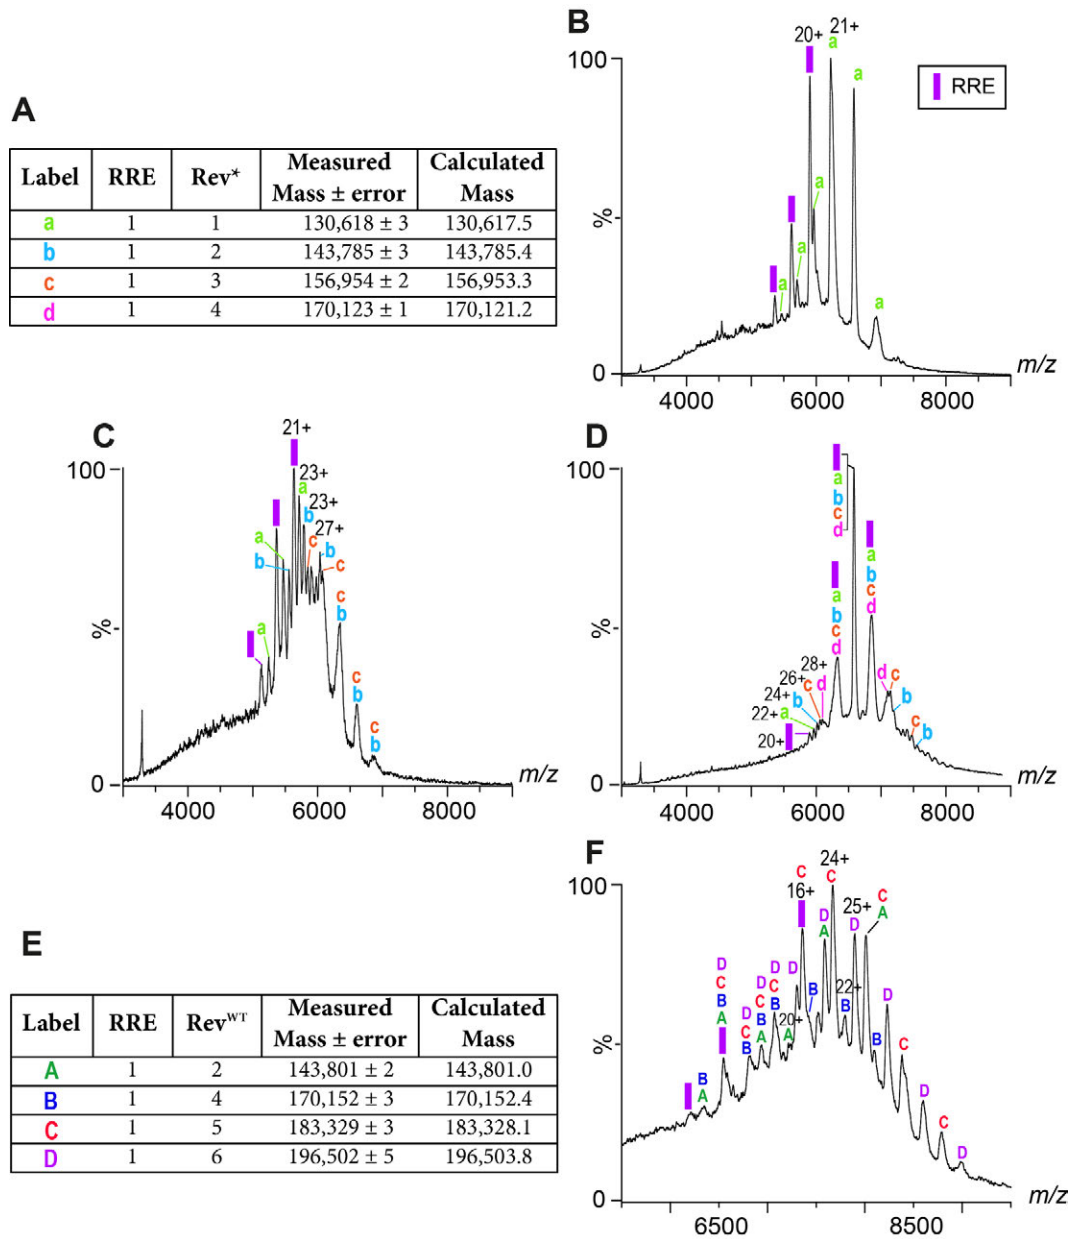 A
Label RRE Rev* Measured Mass ± error Calculated Mass
a 1 1 130,618 ± 3 130,617.5
b 1 2 143,785 ± 3 143,785.4
c 1 3 156,954 ± 2 156,953.3
d 1 4 170,123 ± 1 170,121.2
B
20+ 21+
a
a
RRE
100
a
a
a
a
%
0
m/z
4000 6000 8000
C
21+
100
23+
a
23+
b
27+
a
c
b
c
b
c
b
a
%
c
b
c
b
0
m/z
4000 6000 8000
D
100
a
b
c
d
a
b
c
d
a
b
c
d
%
28+
26+
c
d
d
c
24+
b
b
22+
a
c
b
20+
0
m/z
4000 6000 8000
E
Label RRE Rev^WT Measured Mass ± error Calculated Mass
A 1 2 143,801 ± 2 143,801.0
B 1 4 170,152 ± 3 170,152.4
C 1 5 183,329 ± 3 183,328.1
D 1 6 196,502 ± 5 196,503.8
F
24+
100
C
C
16+
C
A
25+
D
A
D
D
C
B
A
D
C
B
D
C
B
A
D
C
B
D
B
22+
B
20+
A
%
B
A
B
D
C
D
C
D
0
m/z
6500 8500